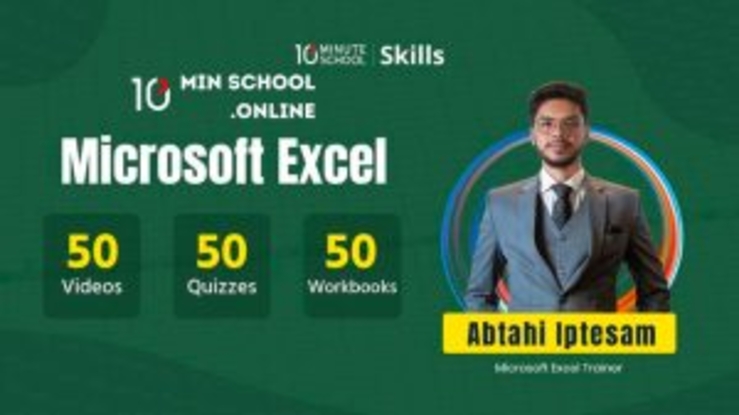 10 MINUTE SCHOOL | Skills
10 MIN SCHOOL
.ONLINE
Microsoft Excel
50 50 50
Videos Quizzes Workbooks
Abtahi Iptesam
Microsoft Excel Trainer